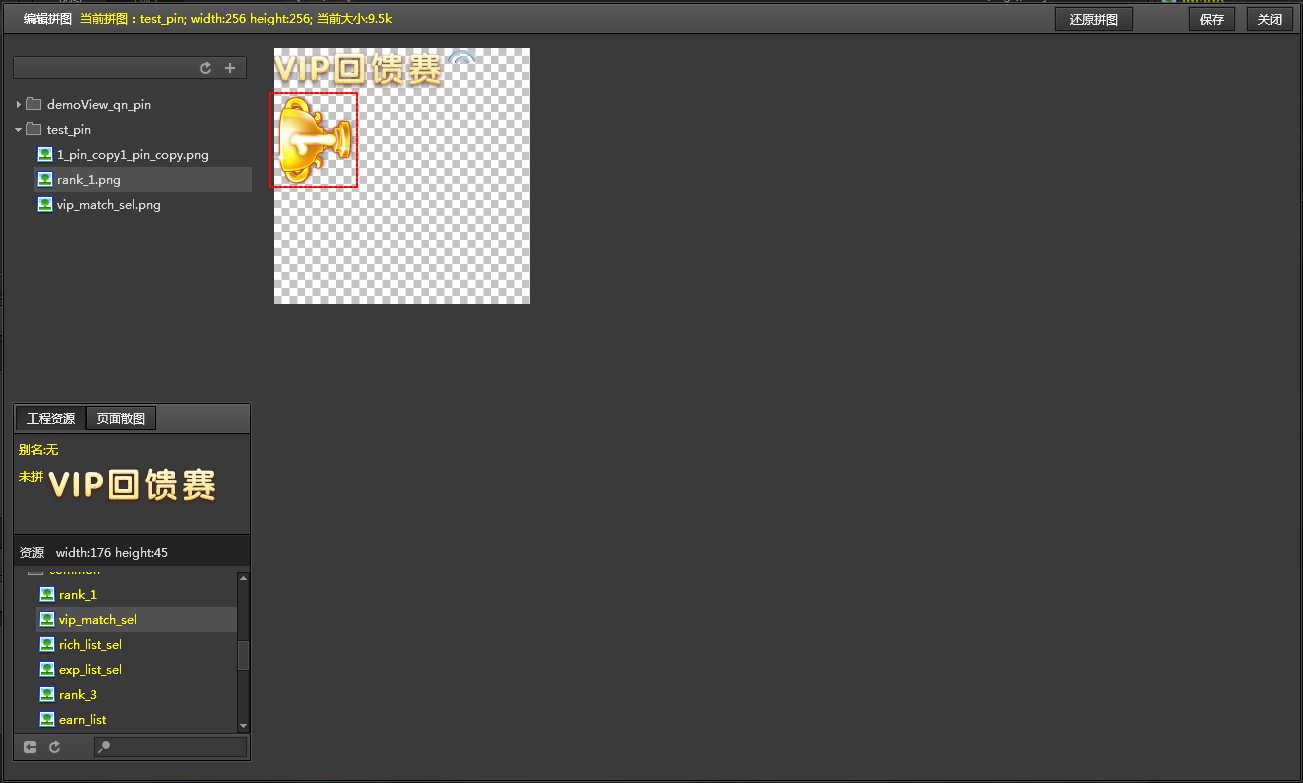 编辑拼图 当前拼图：test_pin; width:256 height:256; 当前大小:9.5k
还原拼图 保存 关闭
VIP回馈赛
demoView_qn_pin
test_pin
1
1_pin_copy1_pin_copy.png
rank_1.png
vip_match_sel.png
工程资源 页面散图
别名:无
未拼 VIP回馈赛
资源 width:176 height:45
common
rank_1
vip_match_sel
rich_list_sel
exp_list_sel
rank_3
earn_list